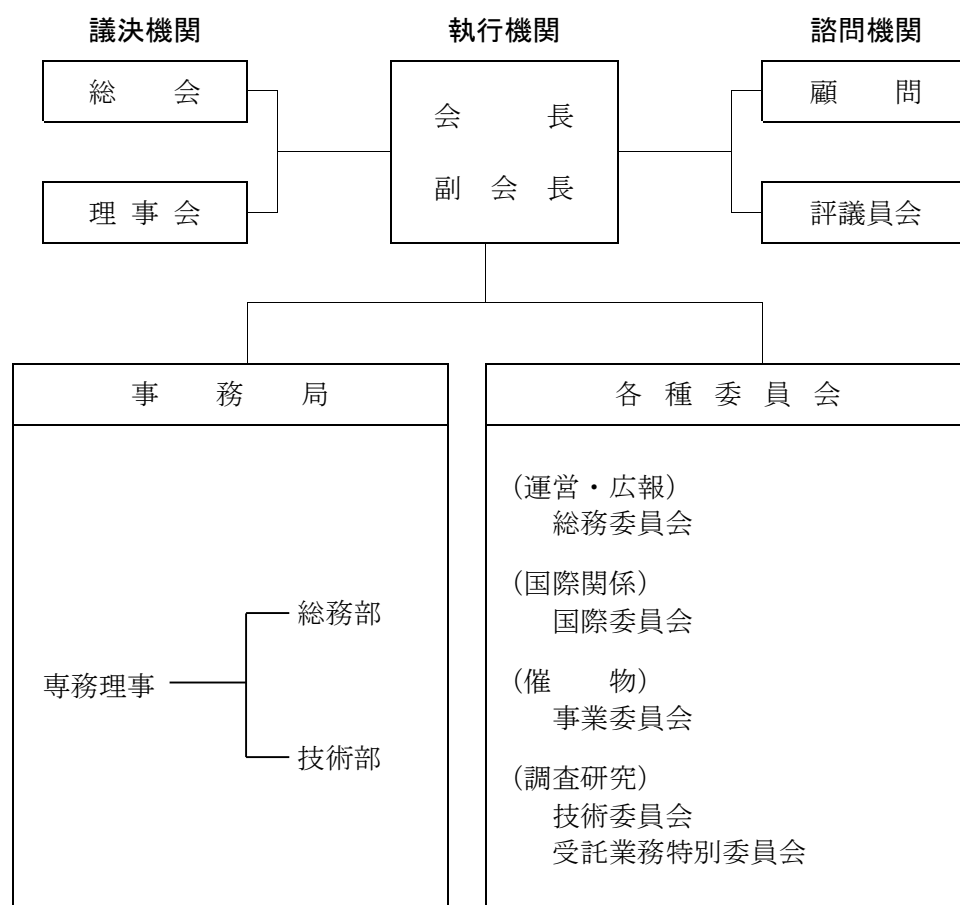 議決機関
執行機関
諮問機関
総　会
会　長
顧　問
副 会 長
理 事 会
評議員会
事　務　局
専務理事
総務部
技術部
各 種 委 員 会
(運営・広報)
総務委員会
(国際関係)
国際委員会
(催　物)
事業委員会
(調査研究)
技術委員会
受託業務特別委員会